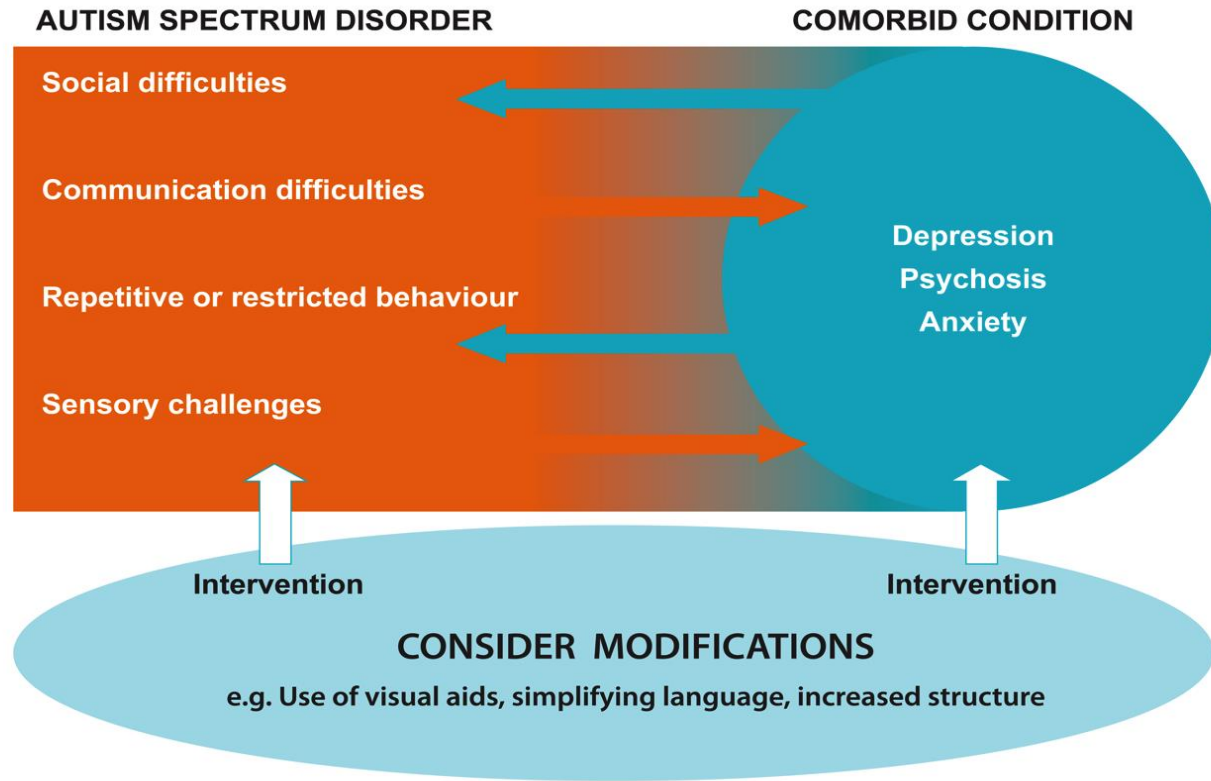 AUTISM SPECTRUM DISORDER
COMORBID CONDITION
Social difficulties
Communication difficulties
Repetitive or restricted behaviour
Sensory challenges
Depression
Psychosis
Anxiety
Intervention
Intervention
CONSIDER MODIFICATIONS
e.g. Use of visual aids, simplifying language, increased structure